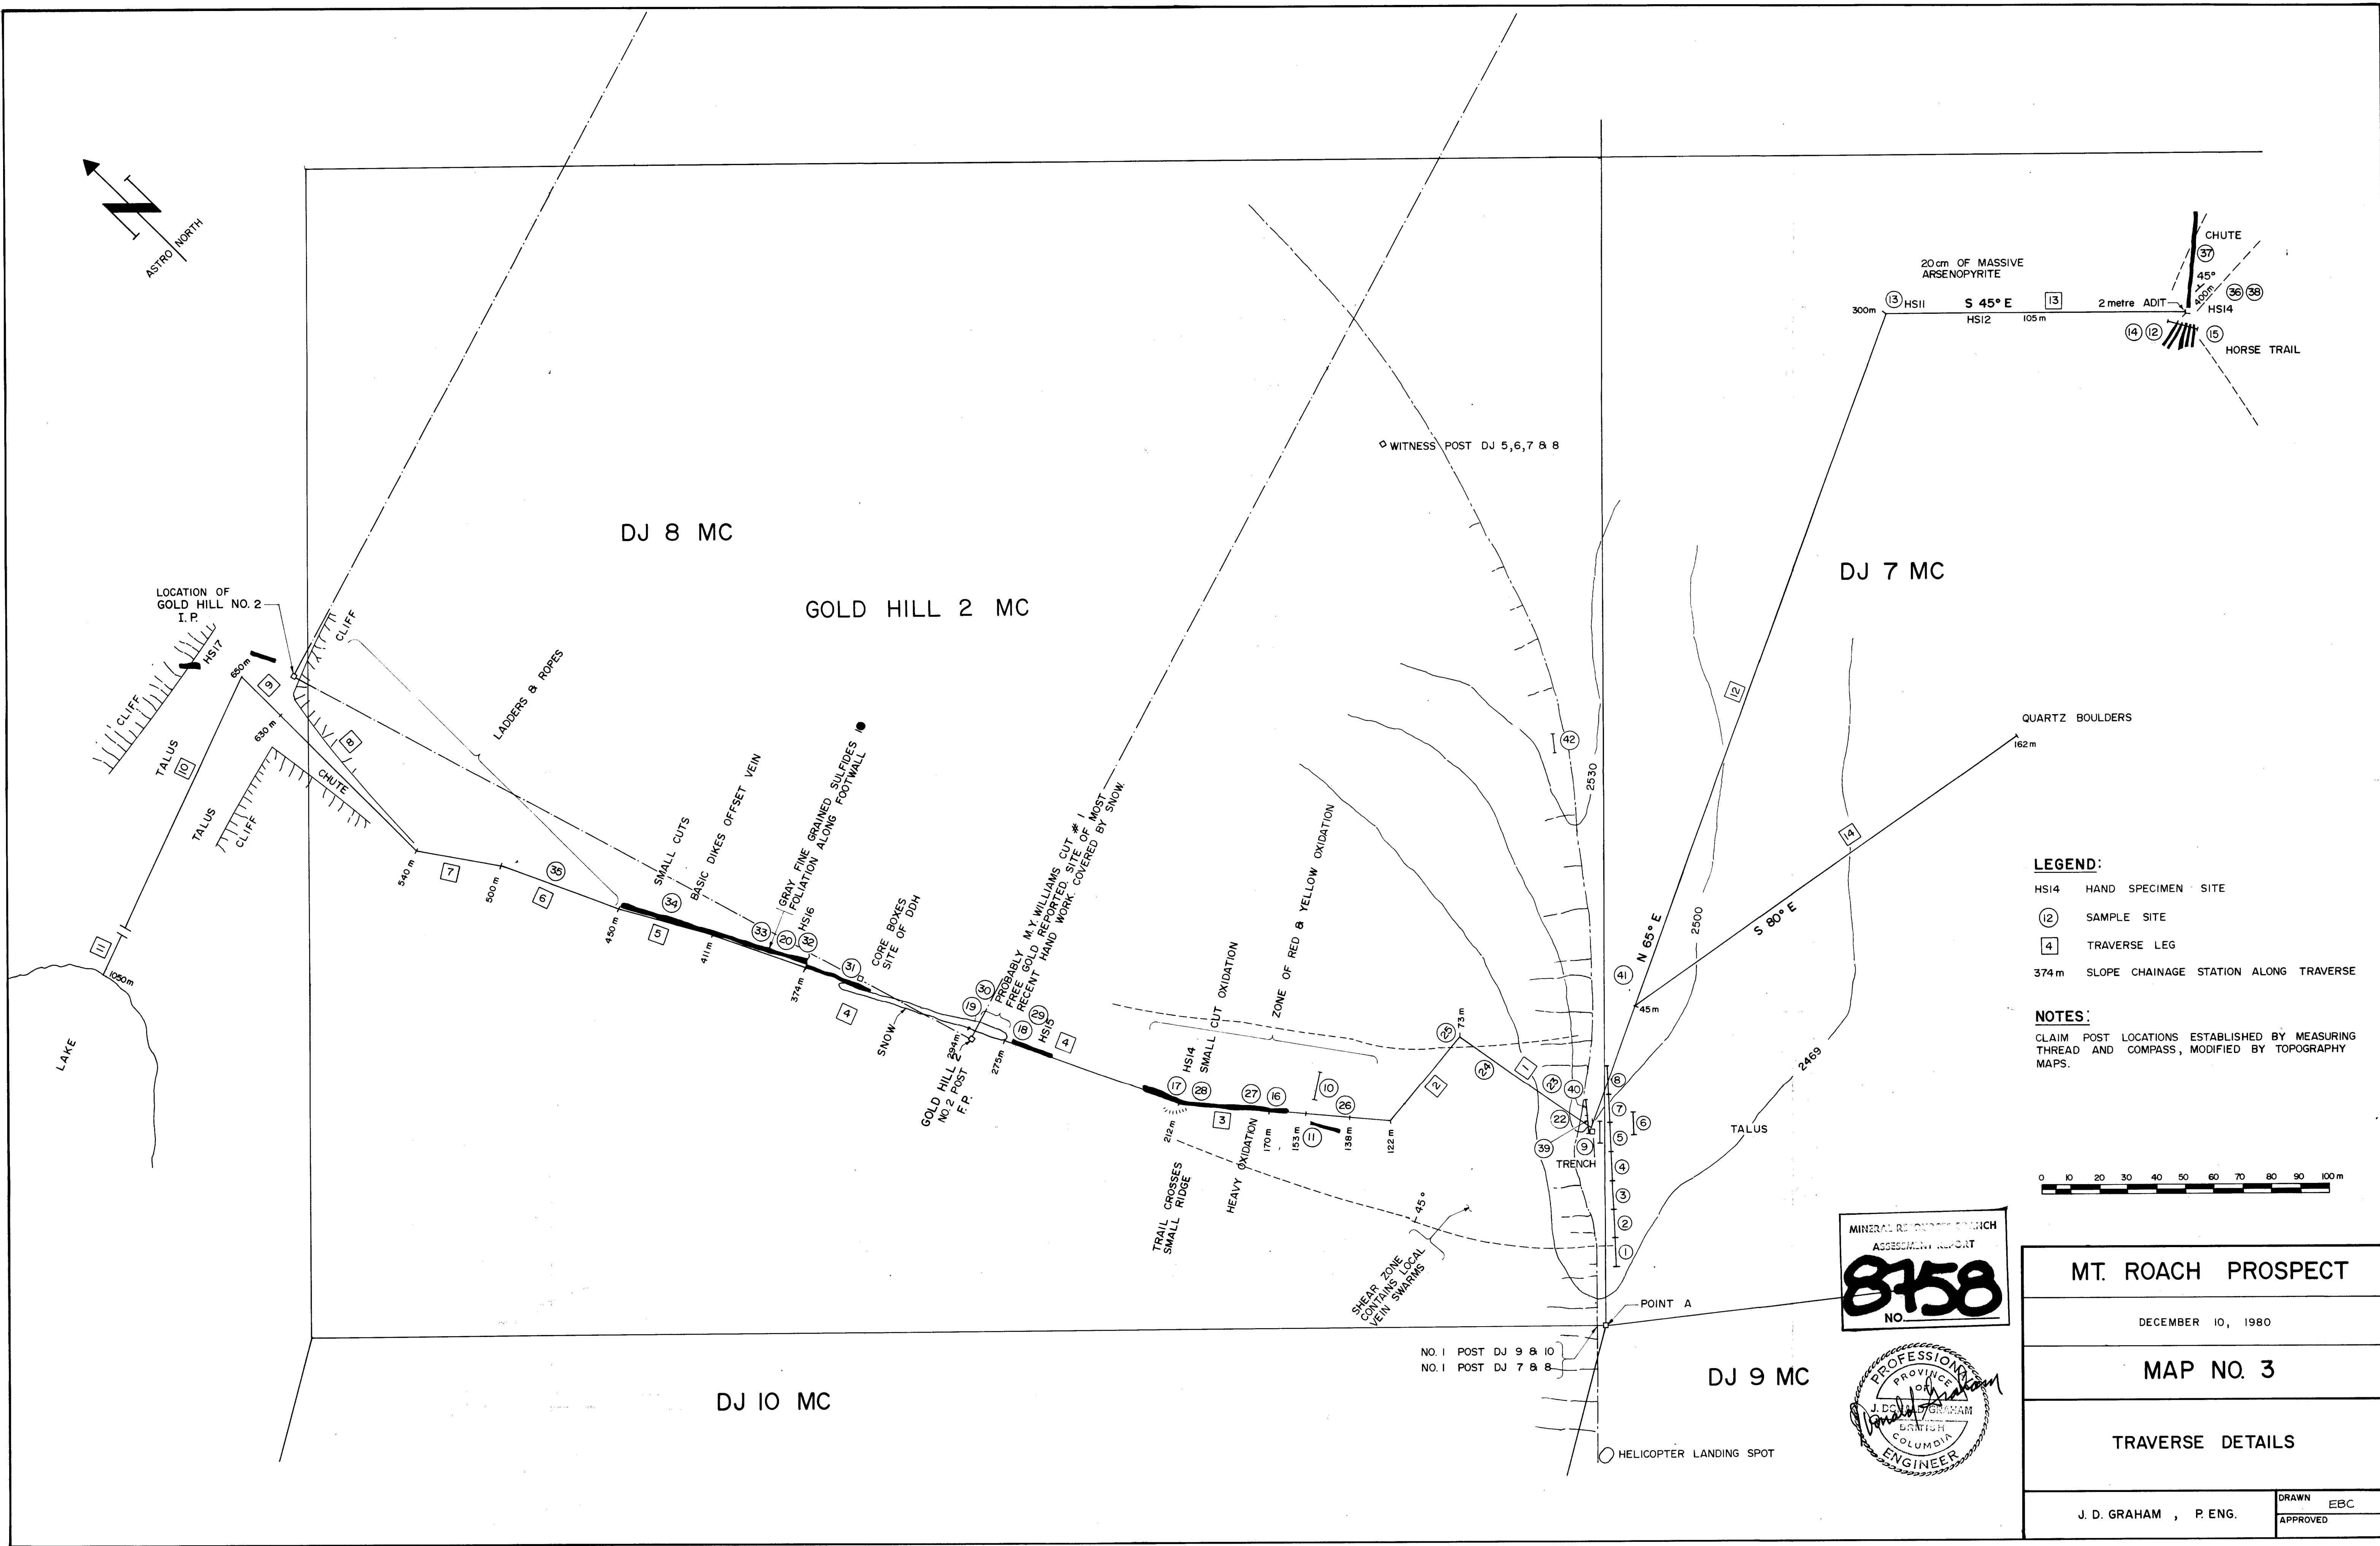 ASTRO NORTH
DJ 8 MC
GOLD HILL 2 MC
DJ 7 MC
DJ 10 MC
DJ 9 MC
LOCATION OF
GOLD HILL NO. 2
I. P.
CLIFF
HS17
CLIFF
TALUS
TALUS
CLIFF
CHUTE
LAKE
650m
630 m
9
8
10
11
1050m
540 m
7
500 m
6
35
LADDERS & ROPES
450m
5
34
SMALL CUTS
BASIC DIKES OFFSET VEIN
411m
33
20
32
GRAY FINE GRAINED SULFIDES
FOLIATION ALONG FOOTWALL
HS16
374m
31
CORE BOXES
SITE OF DDH
4
SNOW
19
30
PROBABLY M.Y. WILLIAMS CUT # 1
FREE GOLD REPORTED. SITE OF MOST
RECENT HAND WORK. COVERED BY SNOW.
294m
GOLD HILL 2
NO. 2 POST
F. P.
275m
18
29
HS15
4
HS14
SMALL CUT OXIDATION
ZONE OF RED & YELLOW OXIDATION
17
28
27
16
10
26
3
11
212m
170 m
153 m
138m
122 m
HEAVY OXIDATION
TRAIL CROSSES
SMALL RIDGE
45°
SHEAR ZONE
CONTAINS LOCAL
VEIN SWARMS
2
25
73m
24
1
23
40
22
39
9
TRENCH
8
7
6
5
4
3
2
1
41
42
WITNESS POST DJ 5,6,7 & 8
2530
2500
2469
N 65° E
12
45m
S 80° E
14
QUARTZ BOULDERS
162m
TALUS
300m
13
HS11
S 45° E
13
HS12
105 m
20cm OF MASSIVE
ARSENOPYRITE
2 metre ADIT
CHUTE
37
45°
400m
36
38
HS14
14
12
15
HORSE TRAIL
POINT A
NO. 1 POST DJ 9 & 10
NO. 1 POST DJ 7 & 8
HELICOPTER LANDING SPOT
LEGEND:
HS14 HAND SPECIMEN SITE
12 SAMPLE SITE
4 TRAVERSE LEG
374m SLOPE CHAINAGE STATION ALONG TRAVERSE
NOTES:
CLAIM POST LOCATIONS ESTABLISHED BY MEASURING
THREAD AND COMPASS, MODIFIED BY TOPOGRAPHY
MAPS.
0 10 20 30 40 50 60 70 80 90 100 m
MINERAL RESOURCES BRANCH
ASSESSMENT REPORT
8758
NO.
PROFESSIONAL
PROVINCE
OF
J. DONALD GRAHAM
BRITISH
COLUMBIA
ENGINEER
MT. ROACH PROSPECT
DECEMBER 10, 1980
MAP NO. 3
TRAVERSE DETAILS
J. D. GRAHAM , P. ENG.
DRAWN EBC
APPROVED